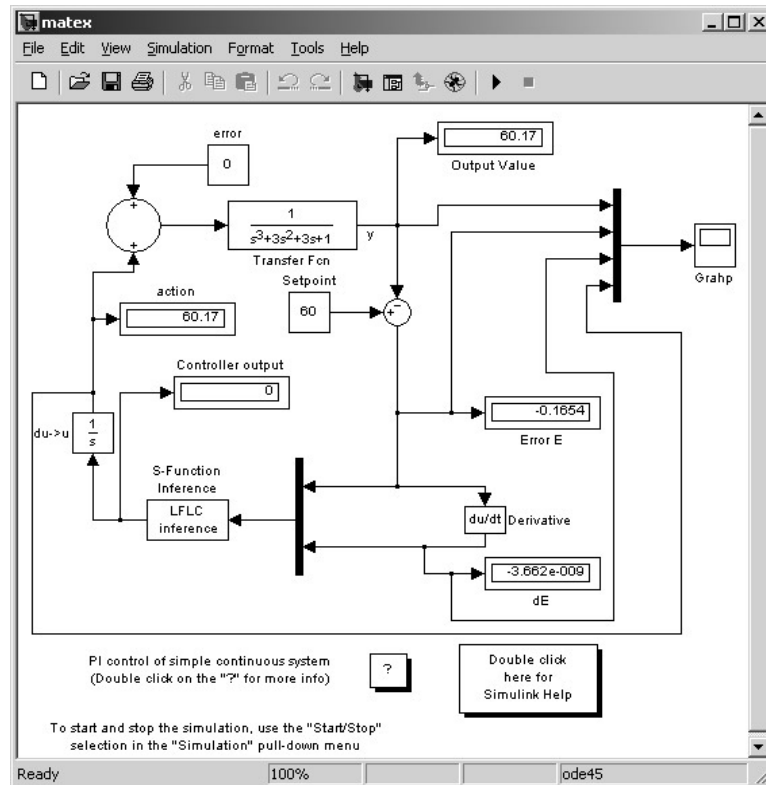 matex
File Edit View Simulation Format Tools Help
error
0
60.17
Output Value
+
+
1
s³+3s²+3s+1
y
Transfer Fcn
Setpoint
60
+ −
Grahp
action
60.17
Controller output
0
-0.1654
Error E
du->u
1
s
S-Function
Inference
LFLC
inference
du/dt
Derivative
-3.662e-009
dE
PI control of simple continuous system
(Double click on the "?" for more info)
?
Double click
here for
Simulink Help
To start and stop the simulation, use the "Start/Stop"
selection in the "Simulation" pull-down menu
Ready 100% ode45